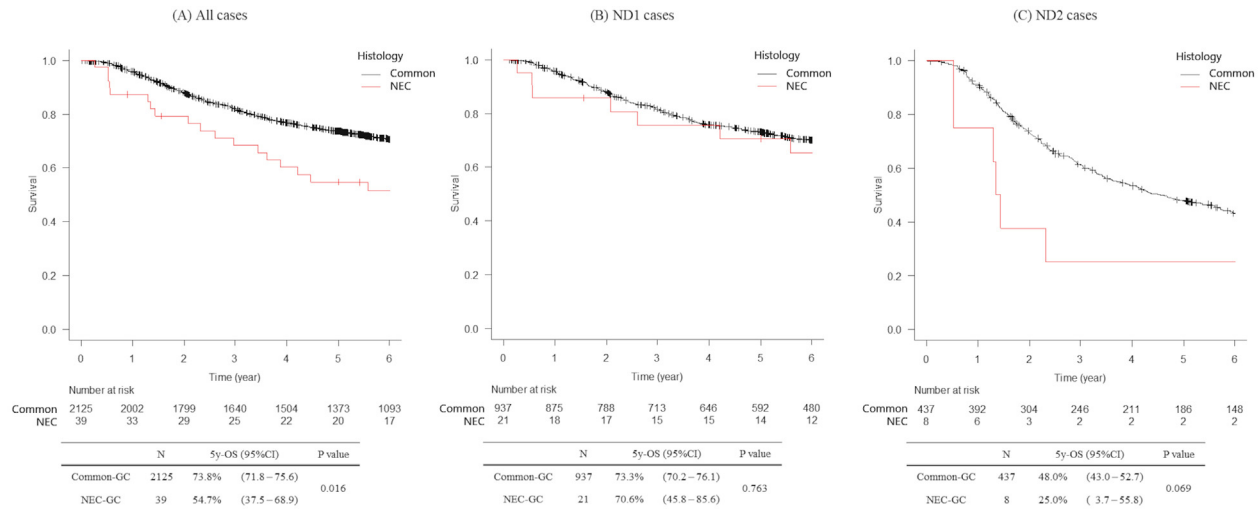 (A) All cases
Histology
Common
NEC
1.0
0.8
0.6
0.4
0.2
0.0
Survival
0 1 2 3 4 5 6
Time (year)
Number at risk
Common 2125 2002 1799 1640 1504 1373 1093
NEC 39 33 29 25 22 20 17
N 5y-OS (95%CI) P value
Common-GC 2125 73.8% (71.8−75.6)
0.016
NEC-GC 39 54.7% (37.5−68.9)
(B) ND1 cases
Histology
Common
NEC
1.0
0.8
0.6
0.4
0.2
0.0
Survival
0 1 2 3 4 5 6
Time (year)
Number at risk
Common 937 875 788 713 646 592 480
NEC 21 18 17 15 15 14 12
N 5y-OS (95%CI) P value
Common-GC 937 73.3% (70.2−76.1)
0.763
NEC-GC 21 70.6% (45.8−85.6)
(C) ND2 cases
Histology
Common
NEC
1.0
0.8
0.6
0.4
0.2
0.0
Survival
0 1 2 3 4 5 6
Time (year)
Number at risk
Common 437 392 304 246 211 186 148
NEC 8 6 3 2 2 2 2
N 5y-OS (95%CI) P value
Common-GC 437 48.0% (43.0−52.7)
0.069
NEC-GC 8 25.0% ( 3.7−55.8)